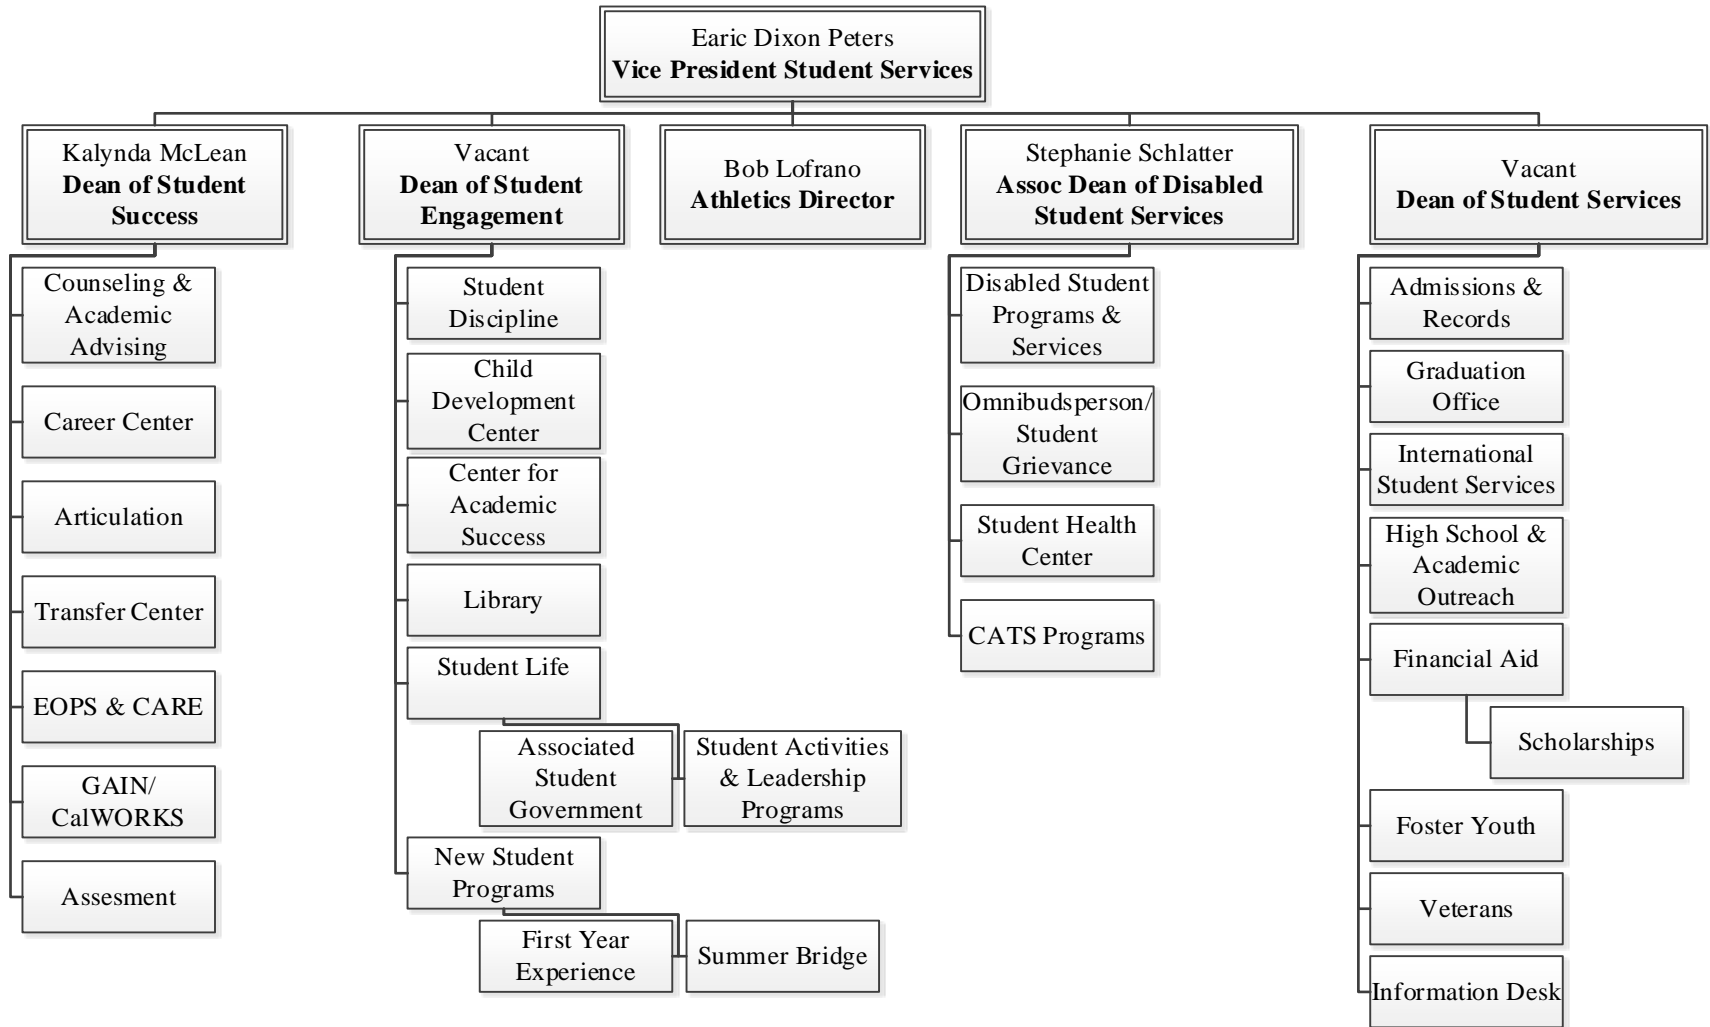 Earic Dixon Peters
Vice President Student Services
Kalynda McLean
Dean of Student
Success
Vacant
Dean of Student
Engagement
Bob Lofrano
Athletics Director
Stephanie Schlatter
Assoc Dean of Disabled
Student Services
Vacant
Dean of Student Services
Counseling &
Academic
Advising
Career Center
Articulation
Transfer Center
EOPS & CARE
GAIN/
CalWORKS
Assesment
Student
Discipline
Child
Development
Center
Center for
Academic
Success
Library
Student Life
Associated
Student
Government
Student Activities
& Leadership
Programs
New Student
Programs
First Year
Experience
Summer Bridge
Disabled Student
Programs &
Services
Omnibudsperson/
Student
Grievance
Student Health
Center
CATS Programs
Admissions &
Records
Graduation
Office
International
Student Services
High School &
Academic
Outreach
Financial Aid
Scholarships
Foster Youth
Veterans
Information Desk